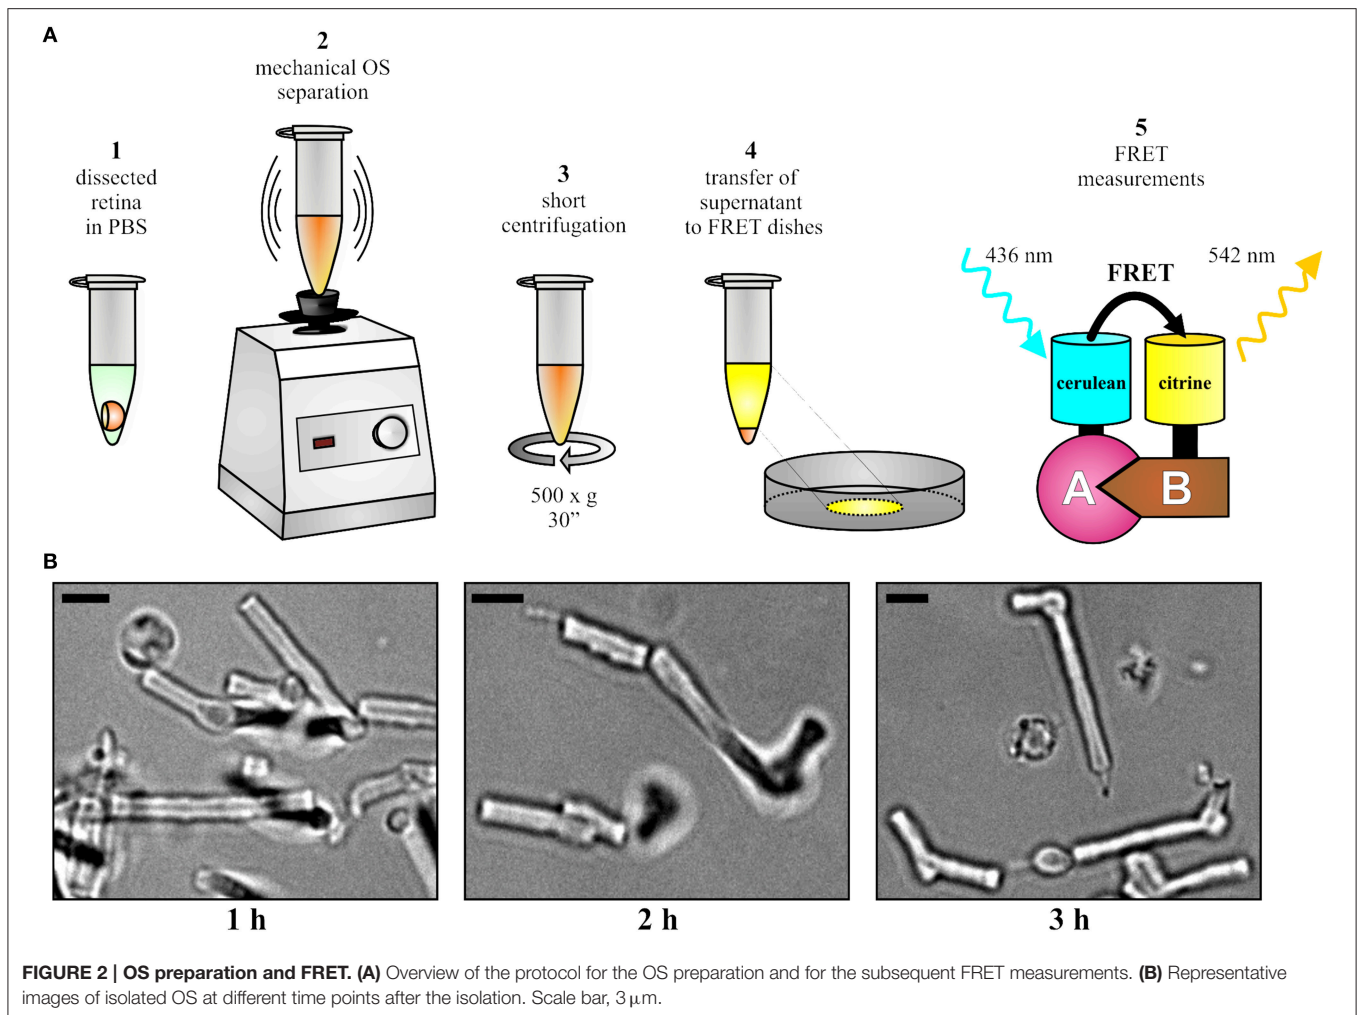 A
1
dissected
retina
in PBS
2
mechanical OS
separation
3
short
centrifugation
500 x g
30”
4
transfer of
supernatant
to FRET dishes
5
FRET
measurements
436 nm
FRET
542 nm
cerulean
citrine
A
B
B
1 h
2 h
3 h
FIGURE 2 | OS preparation and FRET. (A) Overview of the protocol for the OS preparation and for the subsequent FRET measurements. (B) Representative
images of isolated OS at different time points after the isolation. Scale bar, 3 μm.